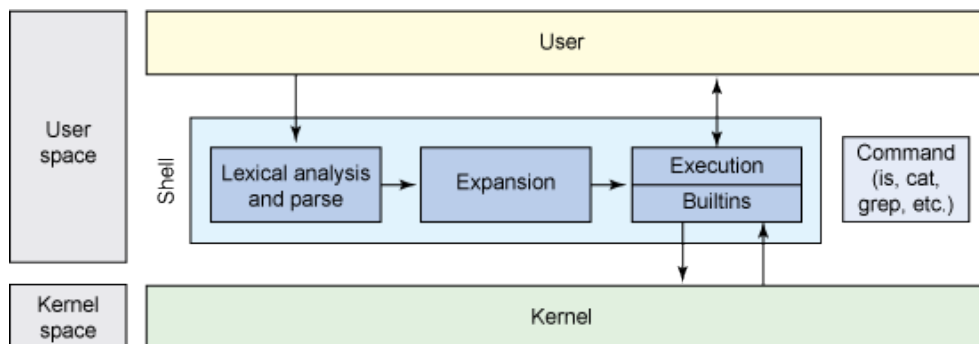 User
User
space
Shell
Lexical analysis
and parse
Expansion
Execution
Builtins
Command
(is, cat,
grep, etc.)
Kernel
space
Kernel